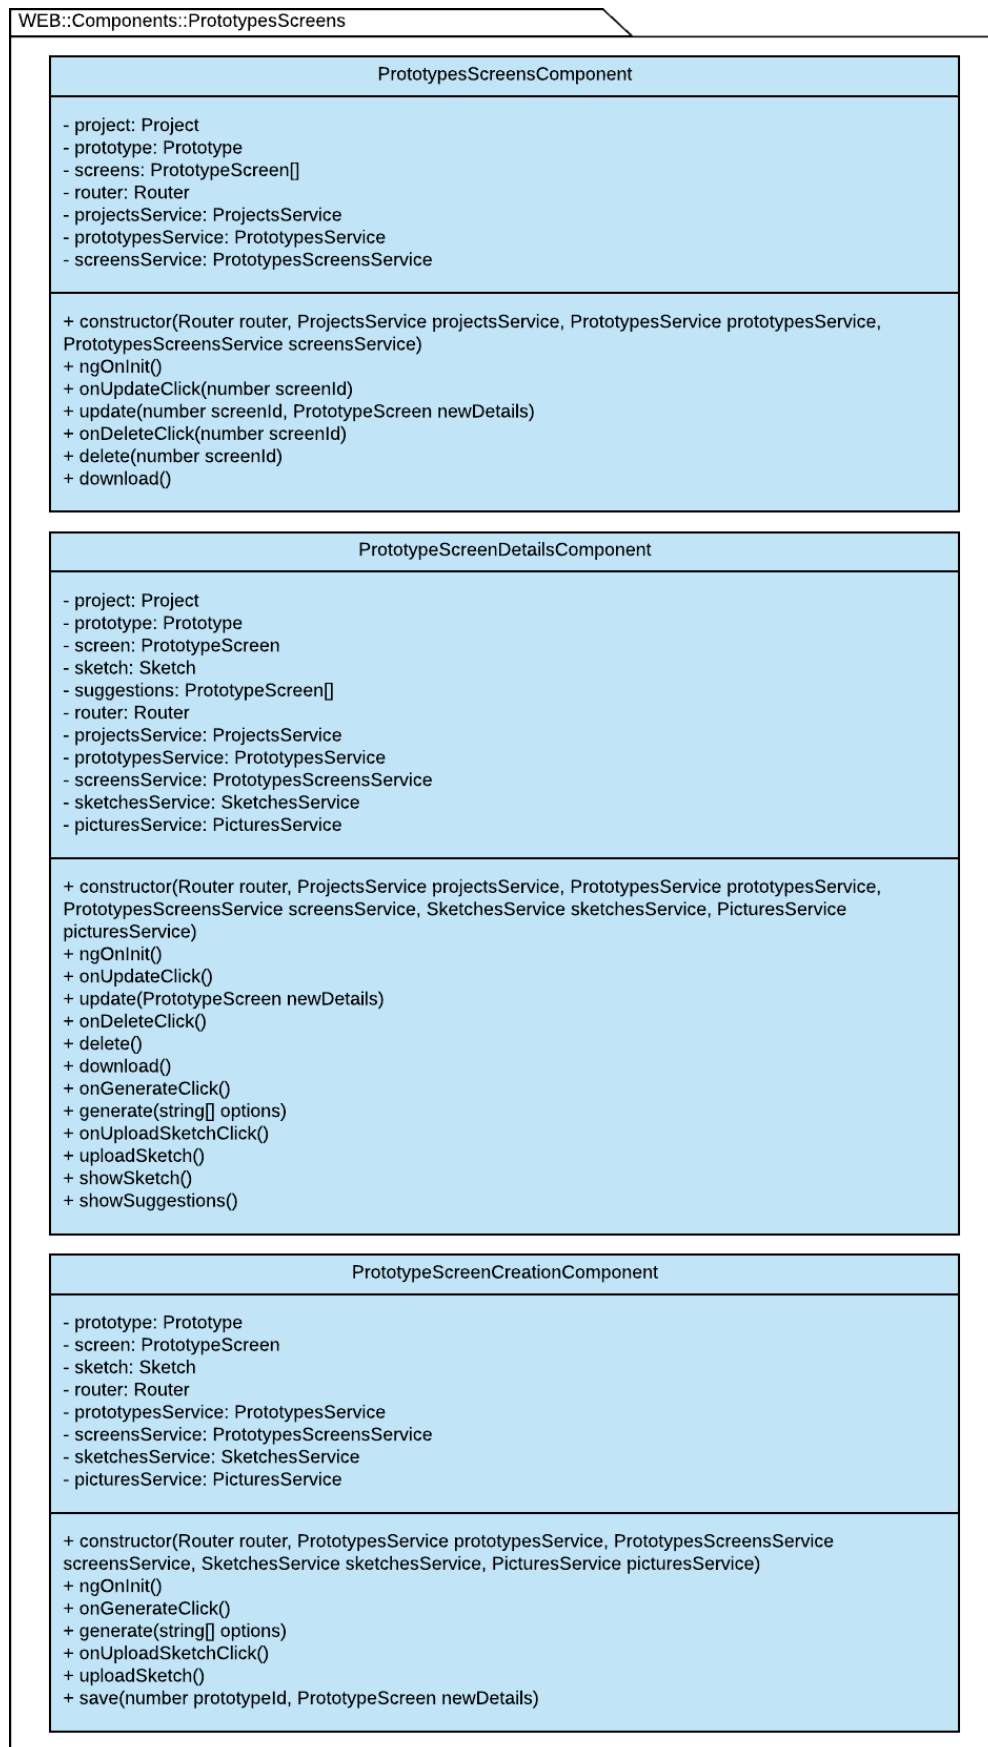 WEB::Components::PrototypesScreens
PrototypesScreensComponent
- project: Project
- prototype: Prototype
- screens: PrototypeScreen[]
- router: Router
- projectsService: ProjectsService
- prototypesService: PrototypesService
- screensService: PrototypesScreensService
+ constructor(Router router, ProjectsService projectsService, PrototypesService prototypesService,
PrototypesScreensService screensService)
+ ngOnInit()
+ onUpdateClick(number screenId)
+ update(number screenId, PrototypeScreen newDetails)
+ onDeleteClick(number screenId)
+ delete(number screenId)
+ download()
PrototypeScreenDetailsComponent
- project: Project
- prototype: Prototype
- screen: PrototypeScreen
- sketch: Sketch
- suggestions: PrototypeScreen[]
- router: Router
- projectsService: ProjectsService
- prototypesService: PrototypesService
- screensService: PrototypesScreensService
- sketchesService: SketchesService
- picturesService: PicturesService
+ constructor(Router router, ProjectsService projectsService, PrototypesService prototypesService,
PrototypesScreensService screensService, SketchesService sketchesService, PicturesService
picturesService)
+ ngOnInit()
+ onUpdateClick()
+ update(PrototypeScreen newDetails)
+ onDeleteClick()
+ delete()
+ download()
+ onGenerateClick()
+ generate(string[] options)
+ onUploadSketchClick()
+ uploadSketch()
+ showSketch()
+ showSuggestions()
PrototypeScreenCreationComponent
- prototype: Prototype
- screen: PrototypeScreen
- sketch: Sketch
- router: Router
- prototypesService: PrototypesService
- screensService: PrototypesScreensService
- sketchesService: SketchesService
- picturesService: PicturesService
+ constructor(Router router, PrototypesService prototypesService, PrototypesScreensService
screensService, SketchesService sketchesService, PicturesService picturesService)
+ ngOnInit()
+ onGenerateClick()
+ generate(string[] options)
+ onUploadSketchClick()
+ uploadSketch()
+ save(number prototypeId, PrototypeScreen newDetails)